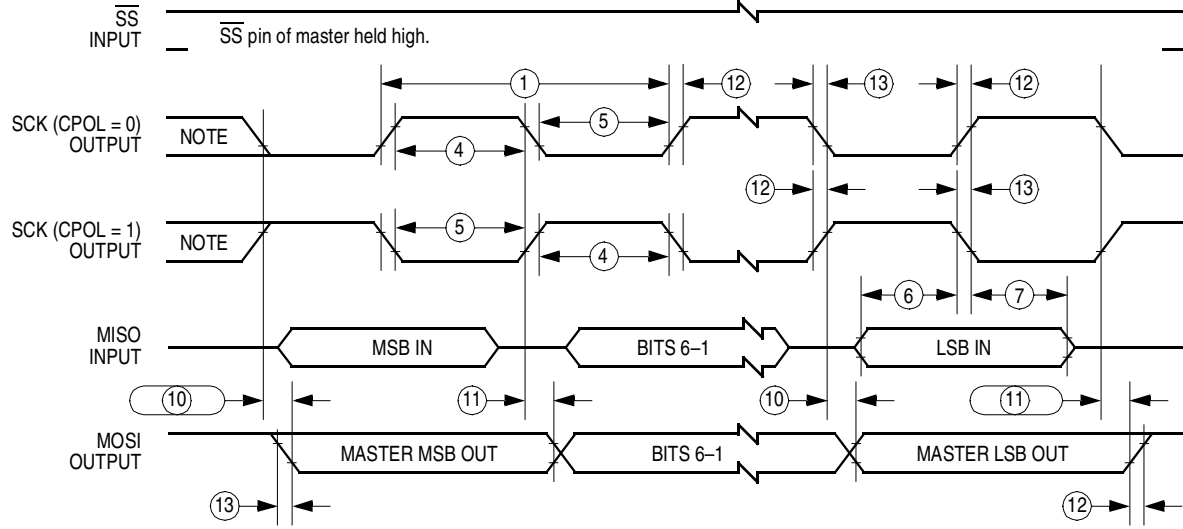 SS
INPUT
SS pin of master held high.
1
12
13
12
SCK (CPOL = 0)
OUTPUT
NOTE
5
4
12
13
SCK (CPOL = 1)
OUTPUT
NOTE
5
4
6
7
MISO
INPUT
MSB IN
BITS 6–1
LSB IN
10
11
10
11
MOSI
OUTPUT
MASTER MSB OUT
BITS 6–1
MASTER LSB OUT
13
12